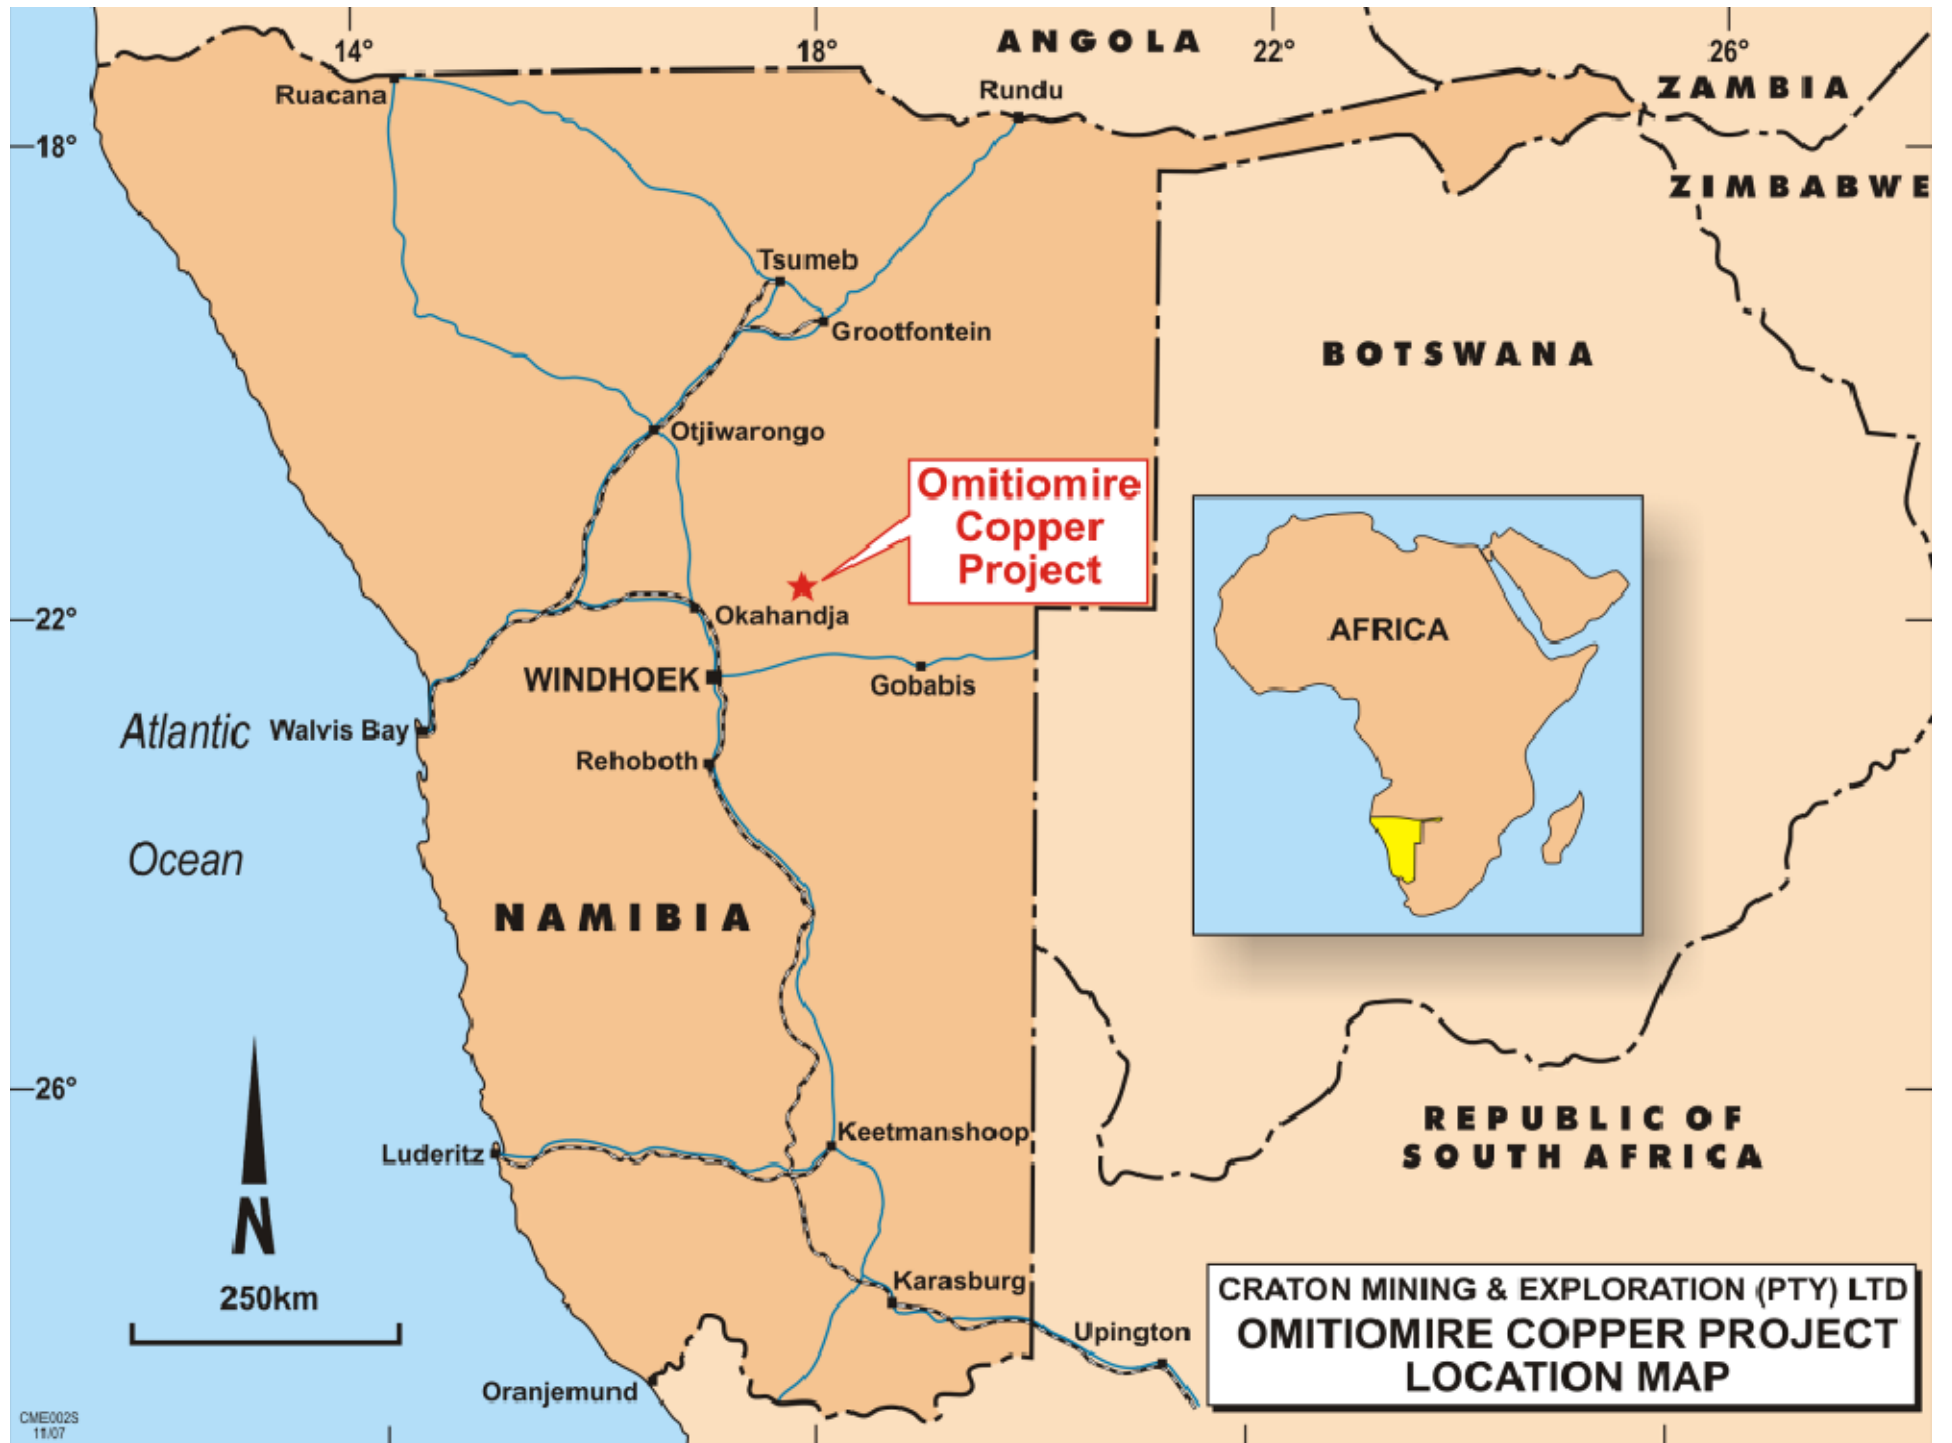 14°
18°
22°
26°
ANGOLA
ZAMBIA
Ruacana
Rundu
18°
ZIMBABWE
Tsumeb
Grootfontein
BOTSWANA
Otjiwarongo
Omitiomire
Copper
Project
22°
Okahandja
AFRICA
WINDHOEK
Gobabis
Atlantic
Walvis Bay
Rehoboth
Ocean
NAMIBIA
26°
REPUBLIC OF
SOUTH AFRICA
Keetmanshoop
Luderitz
N
250km
Karasburg
Upington
Oranjemund
CRATON MINING & EXPLORATION (PTY) LTD
OMITIOMIRE COPPER PROJECT
LOCATION MAP
CME002S
11/07